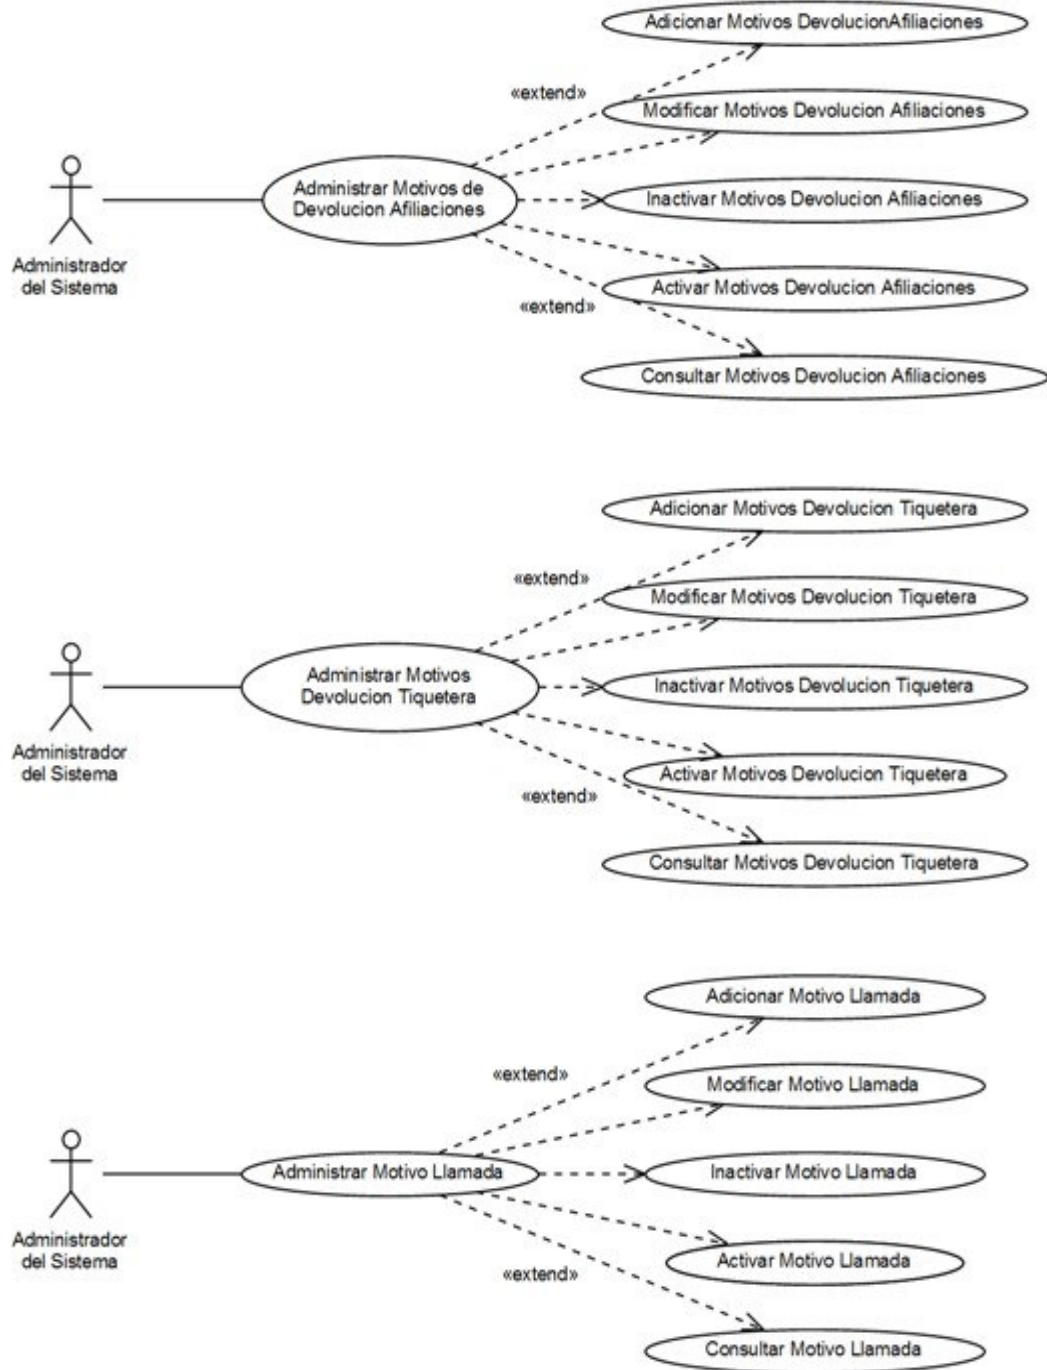 Adicionar Motivos DevolucionAfiliaciones
«extend»
Modificar Motivos Devolucion Afiliaciones
Administrar Motivos de
Devolucion Afiliaciones
Inactivar Motivos Devolucion Afiliaciones
Administrador
del Sistema
Activar Motivos Devolucion Afiliaciones
«extend»
Consultar Motivos Devolucion Afiliaciones
Adicionar Motivos Devolucion Tiquetera
«extend»
Modificar Motivos Devolucion Tiquetera
Administrar Motivos
Devolucion Tiquetera
Inactivar Motivos Devolucion Tiquetera
Administrador
del Sistema
Activar Motivos Devolucion Tiquetera
«extend»
Consultar Motivos Devolucion Tiquetera
Adicionar Motivo Llamada
«extend»
Modificar Motivo Llamada
Administrar Motivo Llamada
Inactivar Motivo Llamada
Administrador
del Sistema
Activar Motivo Llamada
«extend»
Consultar Motivo Llamada